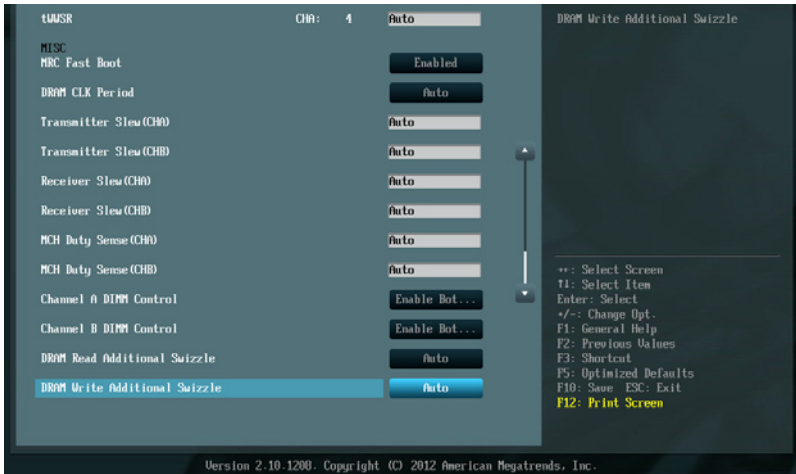 tWWSR CHA: 4 Auto
MISC
MRC Fast Boot Enabled
DRAM CLK Period Auto
Transmitter Slew(CHA) Auto
Transmitter Slew(CHB) Auto
Receiver Slew(CHA) Auto
Receiver Slew(CHB) Auto
MCH Duty Sense(CHA) Auto
MCH Duty Sense(CHB) Auto
Channel A DIMM Control Enable Bot...
Channel B DIMM Control Enable Bot...
DRAM Read Additional Swizzle Auto
DRAM Write Additional Swizzle Auto
DRAM Write Additional Swizzle
→←: Select Screen
↑↓: Select Item
Enter: Select
+/-: Change Opt.
F1: General Help
F2: Previous Values
F3: Shortcut
F5: Optimized Defaults
F10: Save ESC: Exit
F12: Print Screen
Version 2.10.1208. Copyright (C) 2012 American Megatrends, Inc.